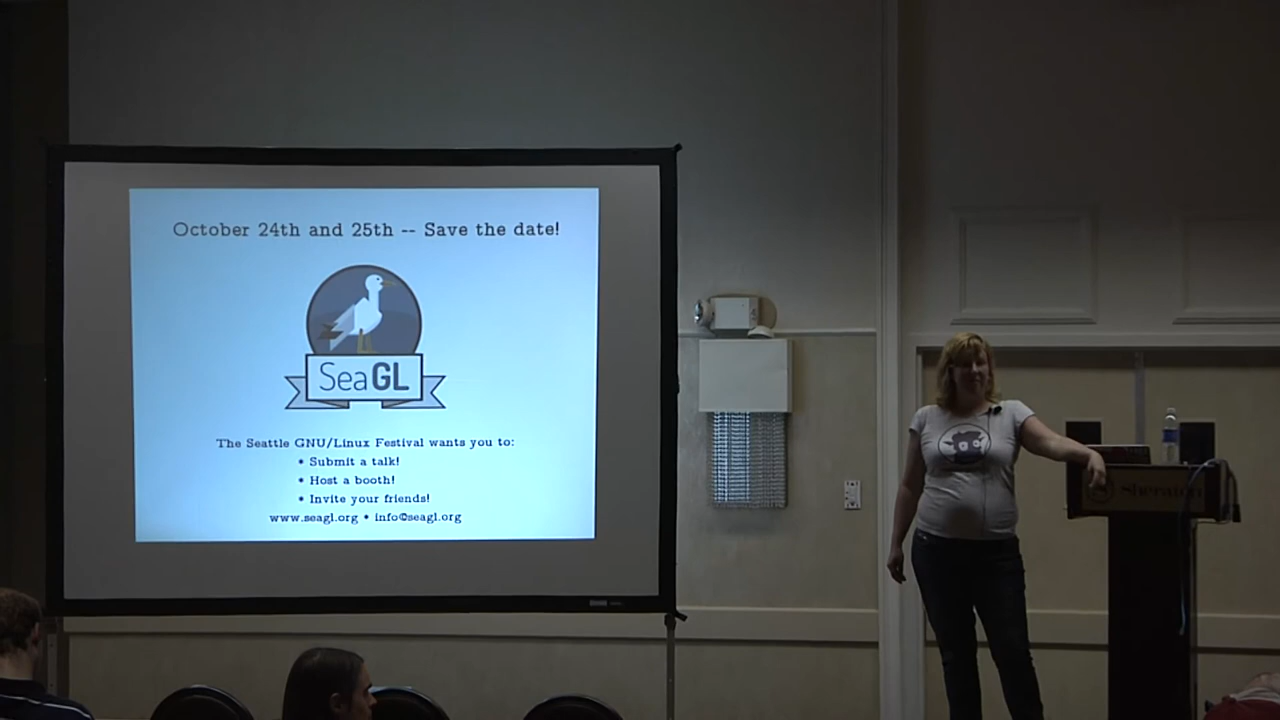 October 24th and 25th -- Save the date!
SeaGL
The Seattle GNU/Linux Festival wants you to:
* Submit a talk!
* Host a booth!
* Invite your friends!
www.seagl.org * info@seagl.org
Sheraton